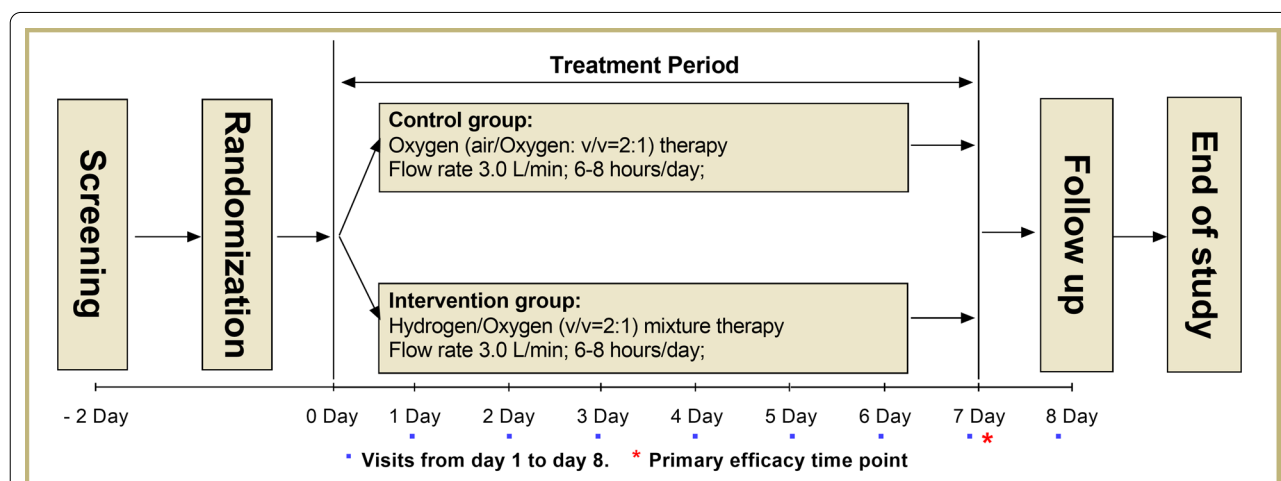 Treatment Period
Screening
Randomization
Control group:
Oxygen (air/Oxygen: v/v=2:1) therapy
Flow rate 3.0 L/min; 6-8 hours/day;
Intervention group:
Hydrogen/Oxygen (v/v=2:1) mixture therapy
Flow rate 3.0 L/min; 6-8 hours/day;
Follow up
End of study
- 2 Day 0 Day 1 Day 2 Day 3 Day 4 Day 5 Day 6 Day 7 Day 8 Day
*
Visits from day 1 to day 8. * Primary efficacy time point